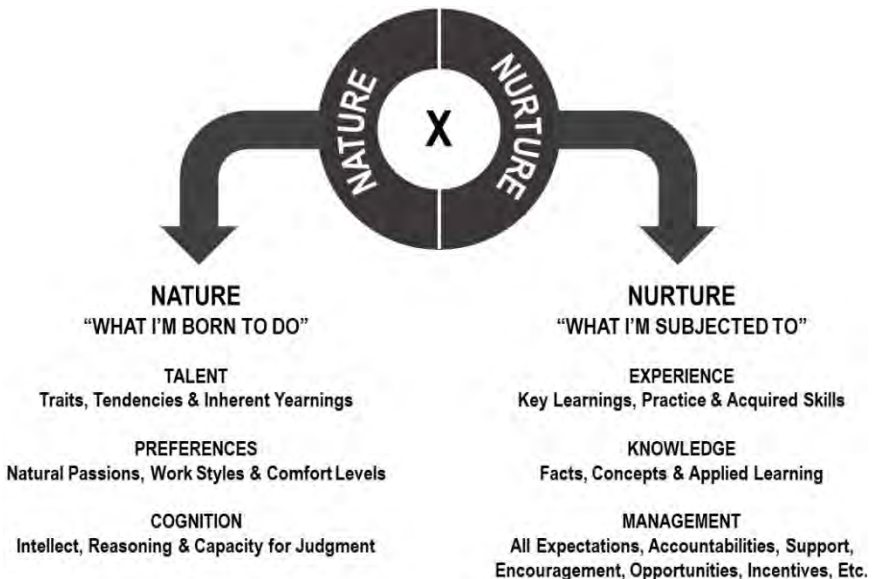 NATURE
X
NURTURE
NATURE
“WHAT I’M BORN TO DO”
TALENT
Traits, Tendencies & Inherent Yearnings
PREFERENCES
Natural Passions, Work Styles & Comfort Levels
COGNITION
Intellect, Reasoning & Capacity for Judgment
NURTURE
“WHAT I’M SUBJECTED TO”
EXPERIENCE
Key Learnings, Practice & Acquired Skills
KNOWLEDGE
Facts, Concepts & Applied Learning
MANAGEMENT
All Expectations, Accountabilities, Support,
Encouragement, Opportunities, Incentives, Etc.